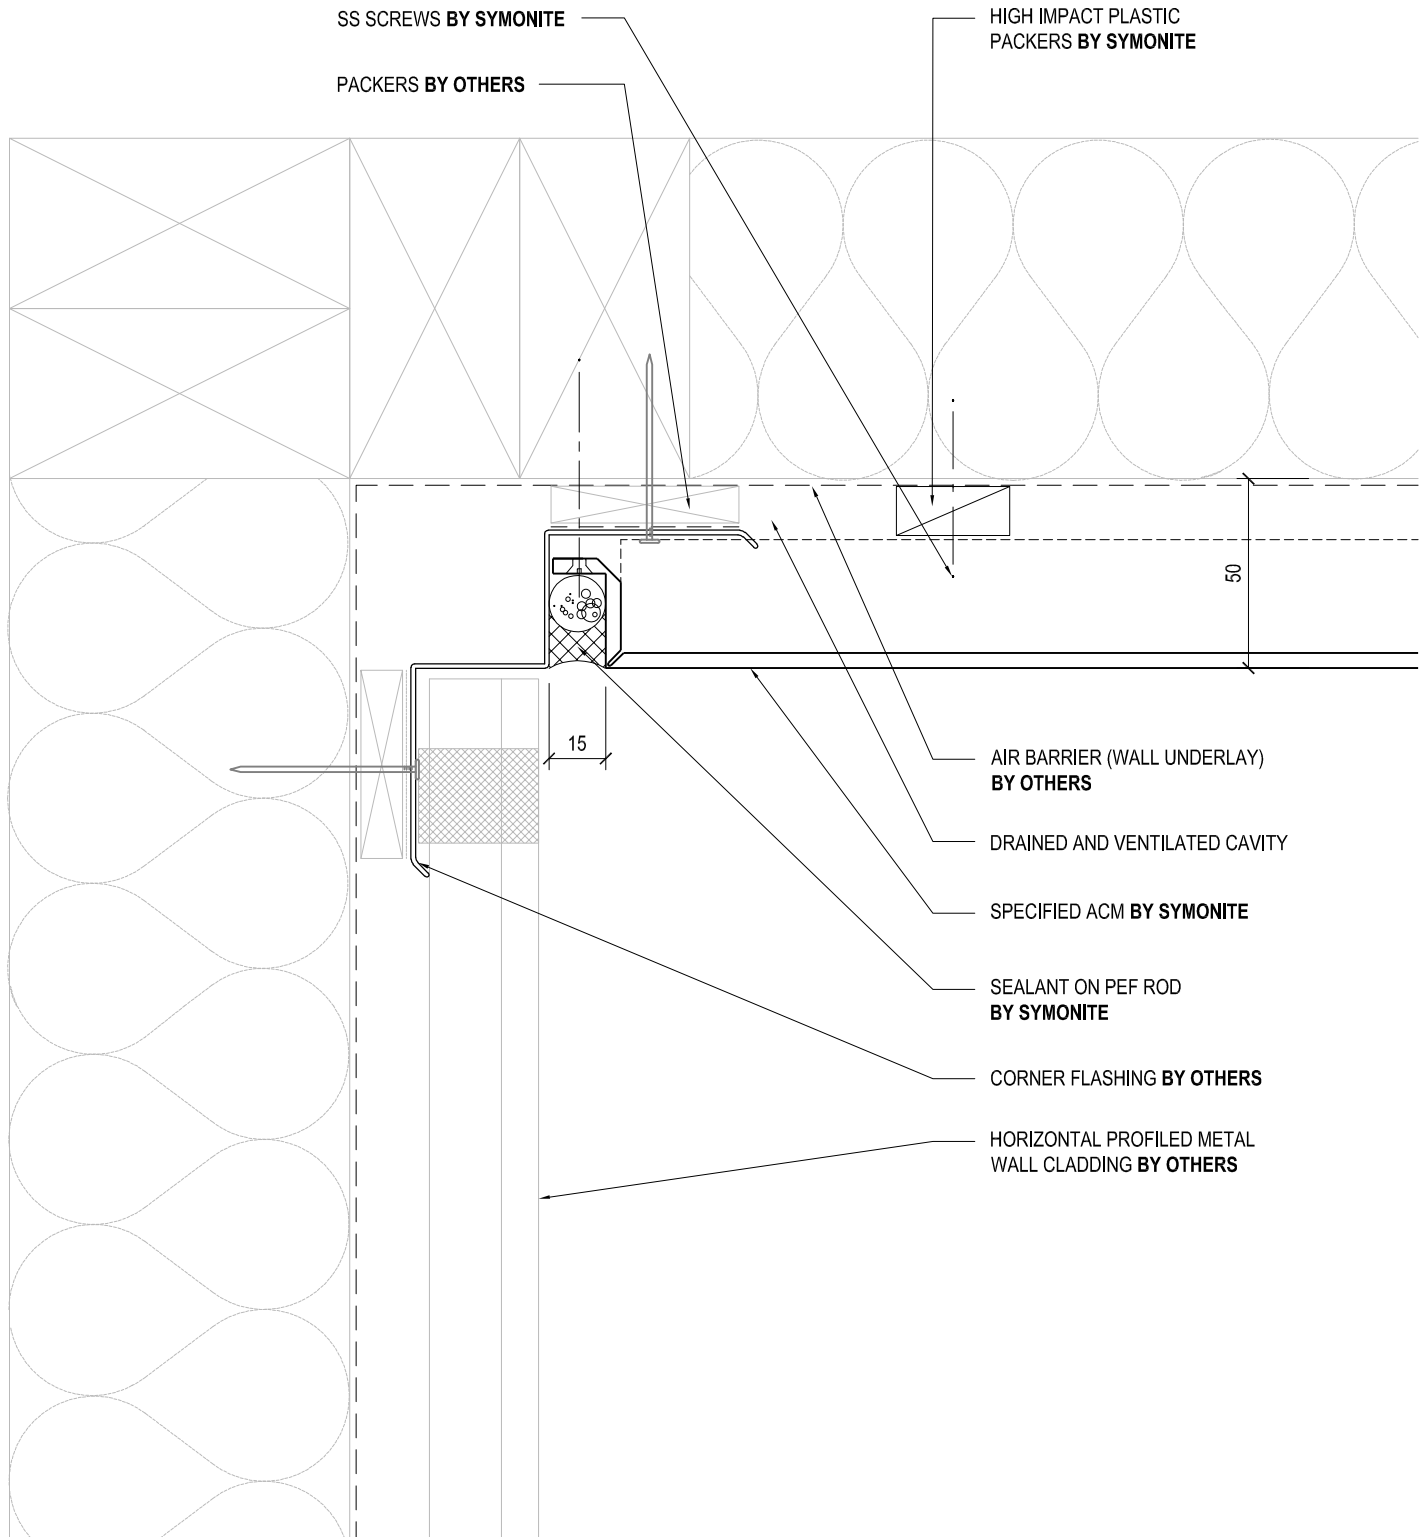 SS SCREWS BY SYMONITE
HIGH IMPACT PLASTIC
PACKERS BY SYMONITE
PACKERS BY OTHERS
50
15
AIR BARRIER (WALL UNDERLAY)
BY OTHERS
DRAINED AND VENTILATED CAVITY
SPECIFIED ACM BY SYMONITE
SEALANT ON PEF ROD
BY SYMONITE
CORNER FLASHING BY OTHERS
HORIZONTAL PROFILED METAL
WALL CLADDING BY OTHERS